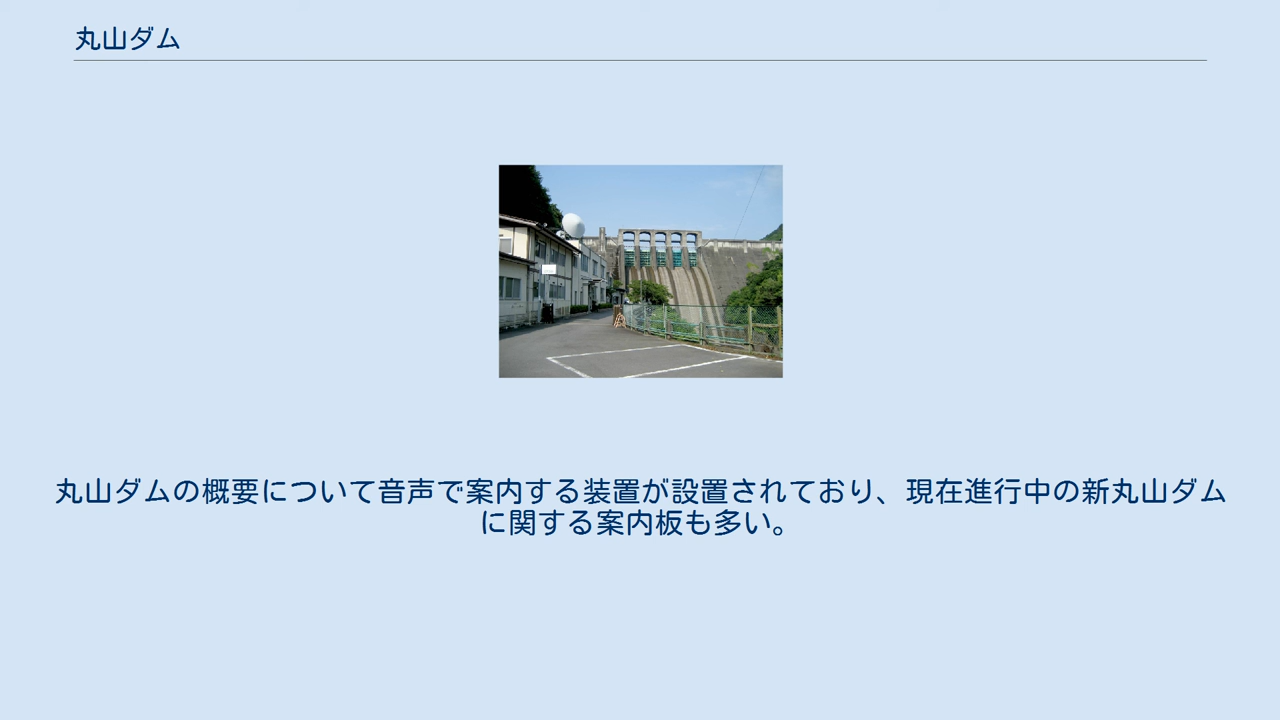 丸山ダム
丸山ダムの概要について音声で案内する装置が設置されており、現在進行中の新丸山ダム
に関する案内板も多い。